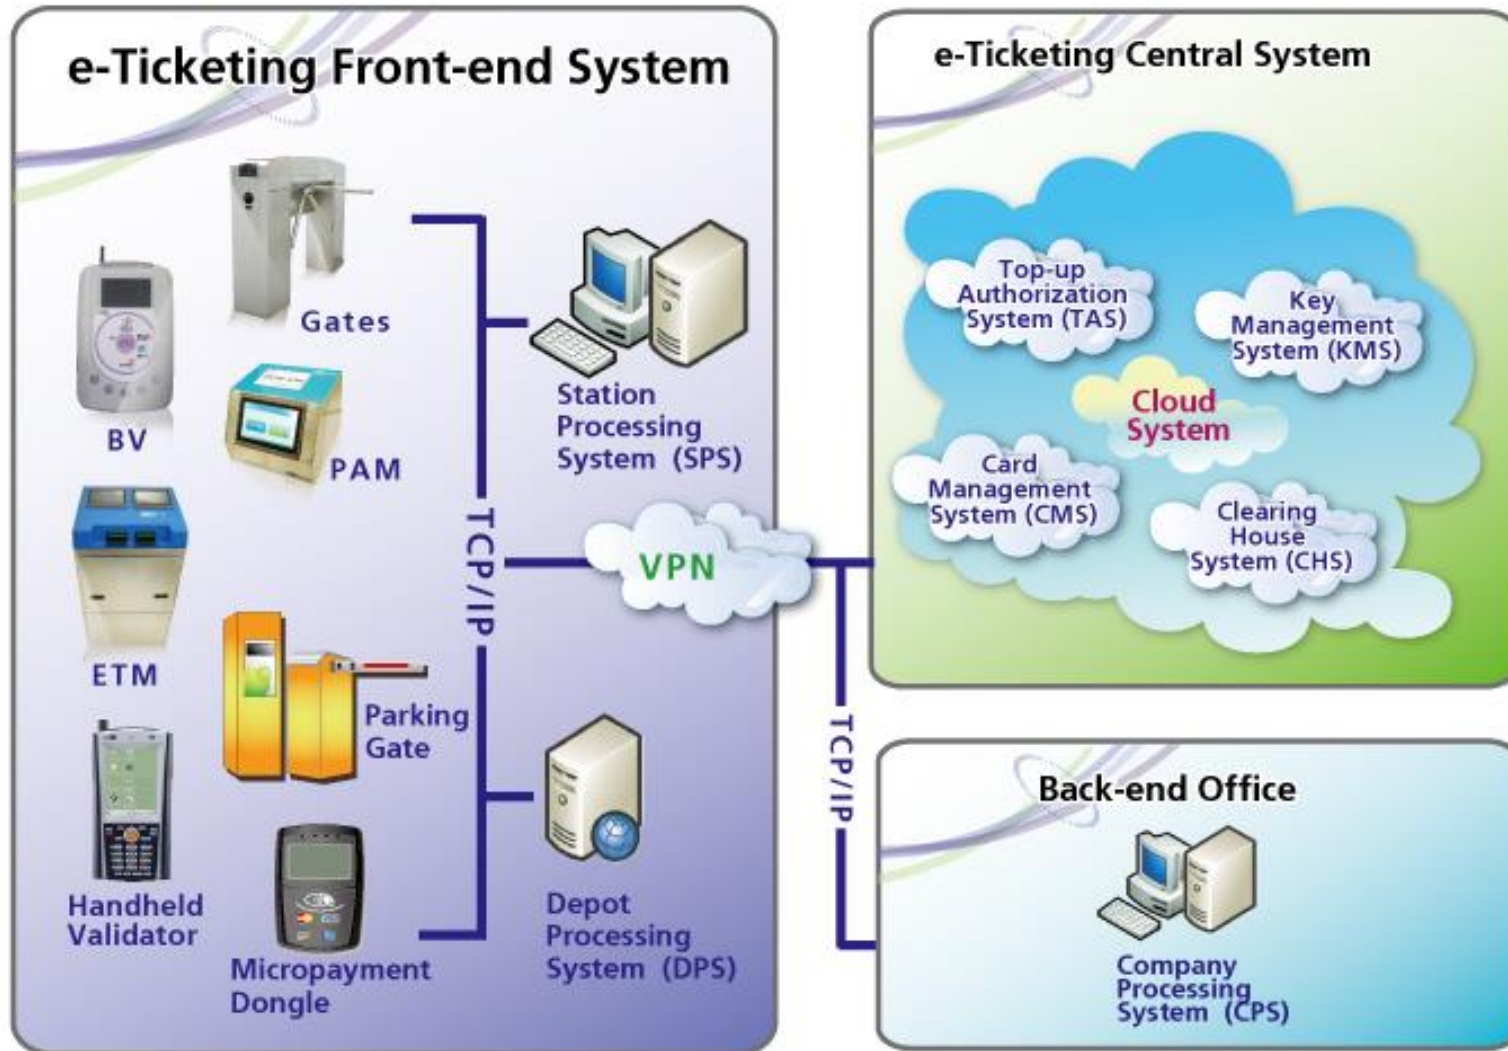 e-Ticketing Front-end System
Gates
BV
PAM
ETM
Parking
Gate
Handheld
Validator
Micropayment
Dongle
TCP/IP
Station
Processing
System (SPS)
VPN
Depot
Processing
System (DPS)
e-Ticketing Central System
Top-up
Authorization
System (TAS)
Key
Management
System (KMS)
Cloud
System
Card
Management
System (CMS)
Clearing
House
System (CHS)
TCP/IP
Back-end Office
Company
Processing
System (CPS)